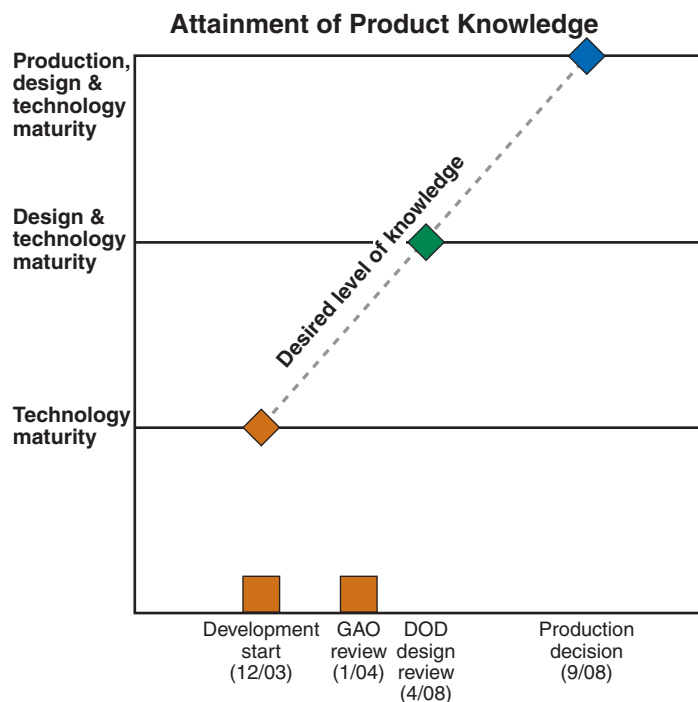 Attainment of Product Knowledge
Production,
design &
technology
maturity
Design &
technology
maturity
Technology
maturity
Desired level of knowledge
Development
start
(12/03)
GAO
review
(1/04)
DOD
design
review
(4/08)
Production
decision
(9/08)